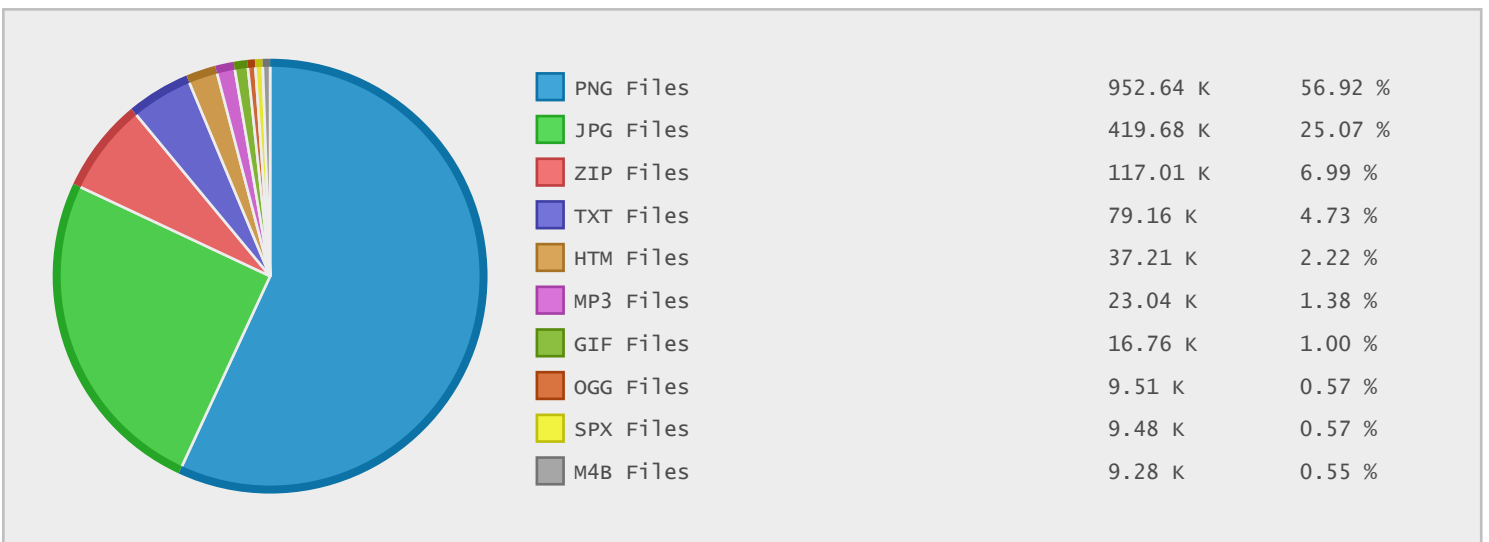 PNG Files 952.64 K 56.92 %
JPG Files 419.68 K 25.07 %
ZIP Files 117.01 K 6.99 %
TXT Files 79.16 K 4.73 %
HTM Files 37.21 K 2.22 %
MP3 Files 23.04 K 1.38 %
GIF Files 16.76 K 1.00 %
OGG Files 9.51 K 0.57 %
SPX Files 9.48 K 0.57 %
M4B Files 9.28 K 0.55 %